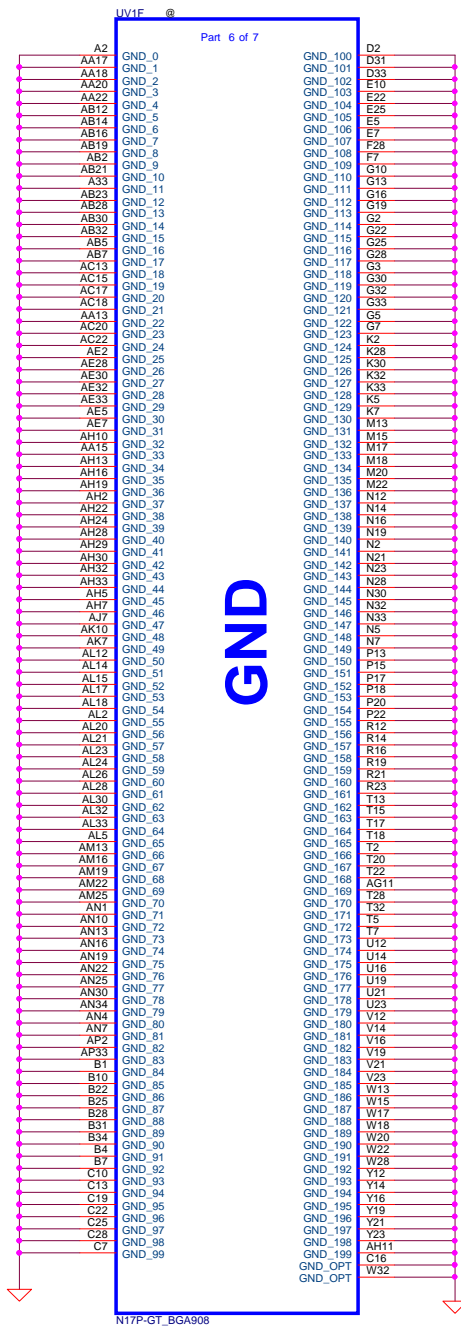 UV1F @
Part 6 of 7
A2 GND_0 GND_100 D2
AA17 GND_1 GND_101 D31
AA18 GND_2 GND_102 D33
AA20 GND_3 GND_103 E10
AA22 GND_4 GND_104 E22
AB12 GND_5 GND_105 E25
AB14 GND_6 GND_106 E5
AB16 GND_7 GND_107 E7
AB19 GND_8 GND_108 F28
AB2 GND_9 GND_109 F7
AB21 GND_10 GND_110 G10
A33 GND_11 GND_111 G13
AB23 GND_12 GND_112 G16
AB28 GND_13 GND_113 G19
AB30 GND_14 GND_114 G2
AB32 GND_15 GND_115 G22
AB5 GND_16 GND_116 G25
AB7 GND_17 GND_117 G28
AC13 GND_18 GND_118 G3
AC15 GND_19 GND_119 G30
AC17 GND_20 GND_120 G32
AC18 GND_21 GND_121 G33
AA13 GND_22 GND_122 G5
AC20 GND_23 GND_123 G7
AC22 GND_24 GND_124 K2
AE2 GND_25 GND_125 K28
AE28 GND_26 GND_126 K30
AE30 GND_27 GND_127 K32
AE32 GND_28 GND_128 K33
AE33 GND_29 GND_129 K5
AE5 GND_30 GND_130 K7
AE7 GND_31 GND_131 M13
AH10 GND_32 GND_132 M15
AA15 GND_33 GND_133 M17
AH13 GND_34 GND_134 M18
AH16 GND_35 GND_135 M20
AH19 GND_36 GND_136 M22
AH2 GND_37 GND_137 N12
AH22 GND_38 GND_138 N14
AH24 GND_39 GND_139 N16
AH28 GND_40 GND_140 N19
AH29 GND_41 GND_141 N2
AH30 GND_42 GND_142 N21
AH32 GND_43 GND_143 N23
AH33 GND_44 GND_144 N28
AH5 GND_45 GND_145 N30
AH7 GND_46 GND_146 N32
AJ7 GND_47 GND_147 N33
AK10 GND_48 GND_148 N5
AK7 GND_49 GND_149 N7
AL12 GND_50 GND_150 P13
AL14 GND_51 GND_151 P15
AL15 GND_52 GND_152 P17
AL17 GND_53 GND_153 P18
AL18 GND_54 GND_154 P20
AL2 GND_55 GND_155 P22
AL20 GND_56 GND_156 R12
AL21 GND_57 GND_157 R14
AL23 GND_58 GND_158 R16
AL24 GND_59 GND_159 R19
AL26 GND_60 GND_160 R21
AL28 GND_61 GND_161 R23
AL30 GND_62 GND_162 T13
AL32 GND_63 GND_163 T15
AL33 GND_64 GND_164 T17
AL5 GND_65 GND_165 T18
AM13 GND_66 GND_166 T2
AM16 GND_67 GND_167 T20
AM19 GND_68 GND_168 T22
AM22 GND_69 GND_169 AG11
AM25 GND_70 GND_170 T28
AN1 GND_71 GND_171 T32
AN10 GND_72 GND_172 T5
AN13 GND_73 GND_173 T7
AN16 GND_74 GND_174 U12
AN19 GND_75 GND_175 U14
AN22 GND_76 GND_176 U16
AN25 GND_77 GND_177 U19
AN30 GND_78 GND_178 U21
AN34 GND_79 GND_179 U23
AN4 GND_80 GND_180 V12
AN7 GND_81 GND_181 V14
AP2 GND_82 GND_182 V16
AP33 GND_83 GND_183 V19
B1 GND_84 GND_184 V21
B10 GND_85 GND_185 V23
B22 GND_86 GND_186 W13
B25 GND_87 GND_187 W15
B28 GND_88 GND_188 W17
B31 GND_89 GND_189 W18
B34 GND_90 GND_190 W20
B4 GND_91 GND_191 W22
B7 GND_92 GND_192 W28
C10 GND_93 GND_193 Y12
C13 GND_94 GND_194 Y14
C19 GND_95 GND_195 Y16
C22 GND_96 GND_196 Y19
C25 GND_97 GND_197 Y21
C28 GND_98 GND_198 Y23
C7 GND_99 GND_199 AH11
GND_OPT C16
GND_OPT W32
GND
N17P-GT_BGA908